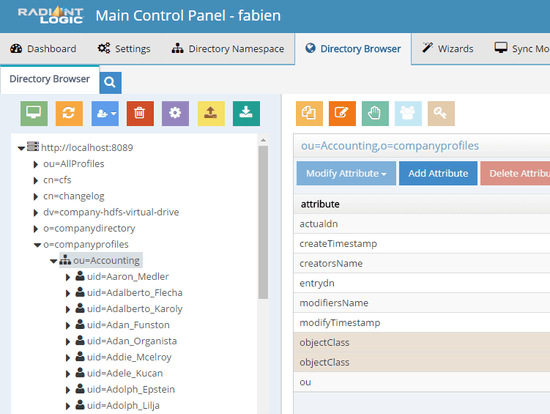 RADIANT LOGIC Main Control Panel - fabien
Dashboard Settings Directory Namespace Directory Browser Wizards Sync Mo
Directory Browser
http://localhost:8089
ou=AllProfiles
cn=cfs
cn=changelog
dv=company-hdfs-virtual-drive
o=companydirectory
o=companyprofiles
ou=Accounting
uid=Aaron_Medler
uid=Adalberto_Flecha
uid=Adalberto_Karoly
uid=Adan_Funston
uid=Adan_Organista
uid=Addie_Mcelroy
uid=Adele_Kucan
uid=Adolph_Epstein
uid=Adolph_Lilja
ou=Accounting,o=companyprofiles
Modify Attribute Add Attribute Delete Attribu
attribute
actualdn
createTimestamp
creatorsName
entrydn
modifiersName
modifyTimestamp
objectClass
objectClass
ou